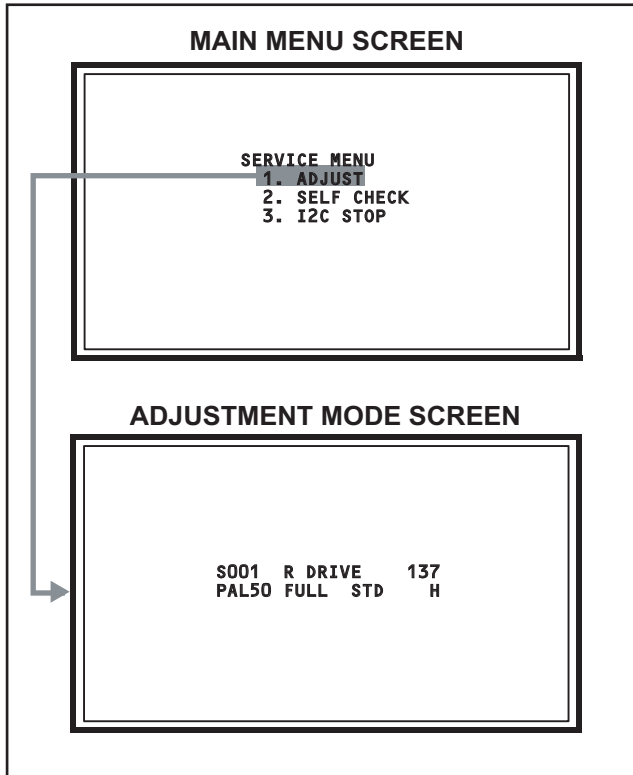 MAIN MENU SCREEN
SERVICE MENU
1. ADJUST
2. SELF CHECK
3. I2C STOP
ADJUSTMENT MODE SCREEN
S001 R DRIVE 137
PAL50 FULL STD H